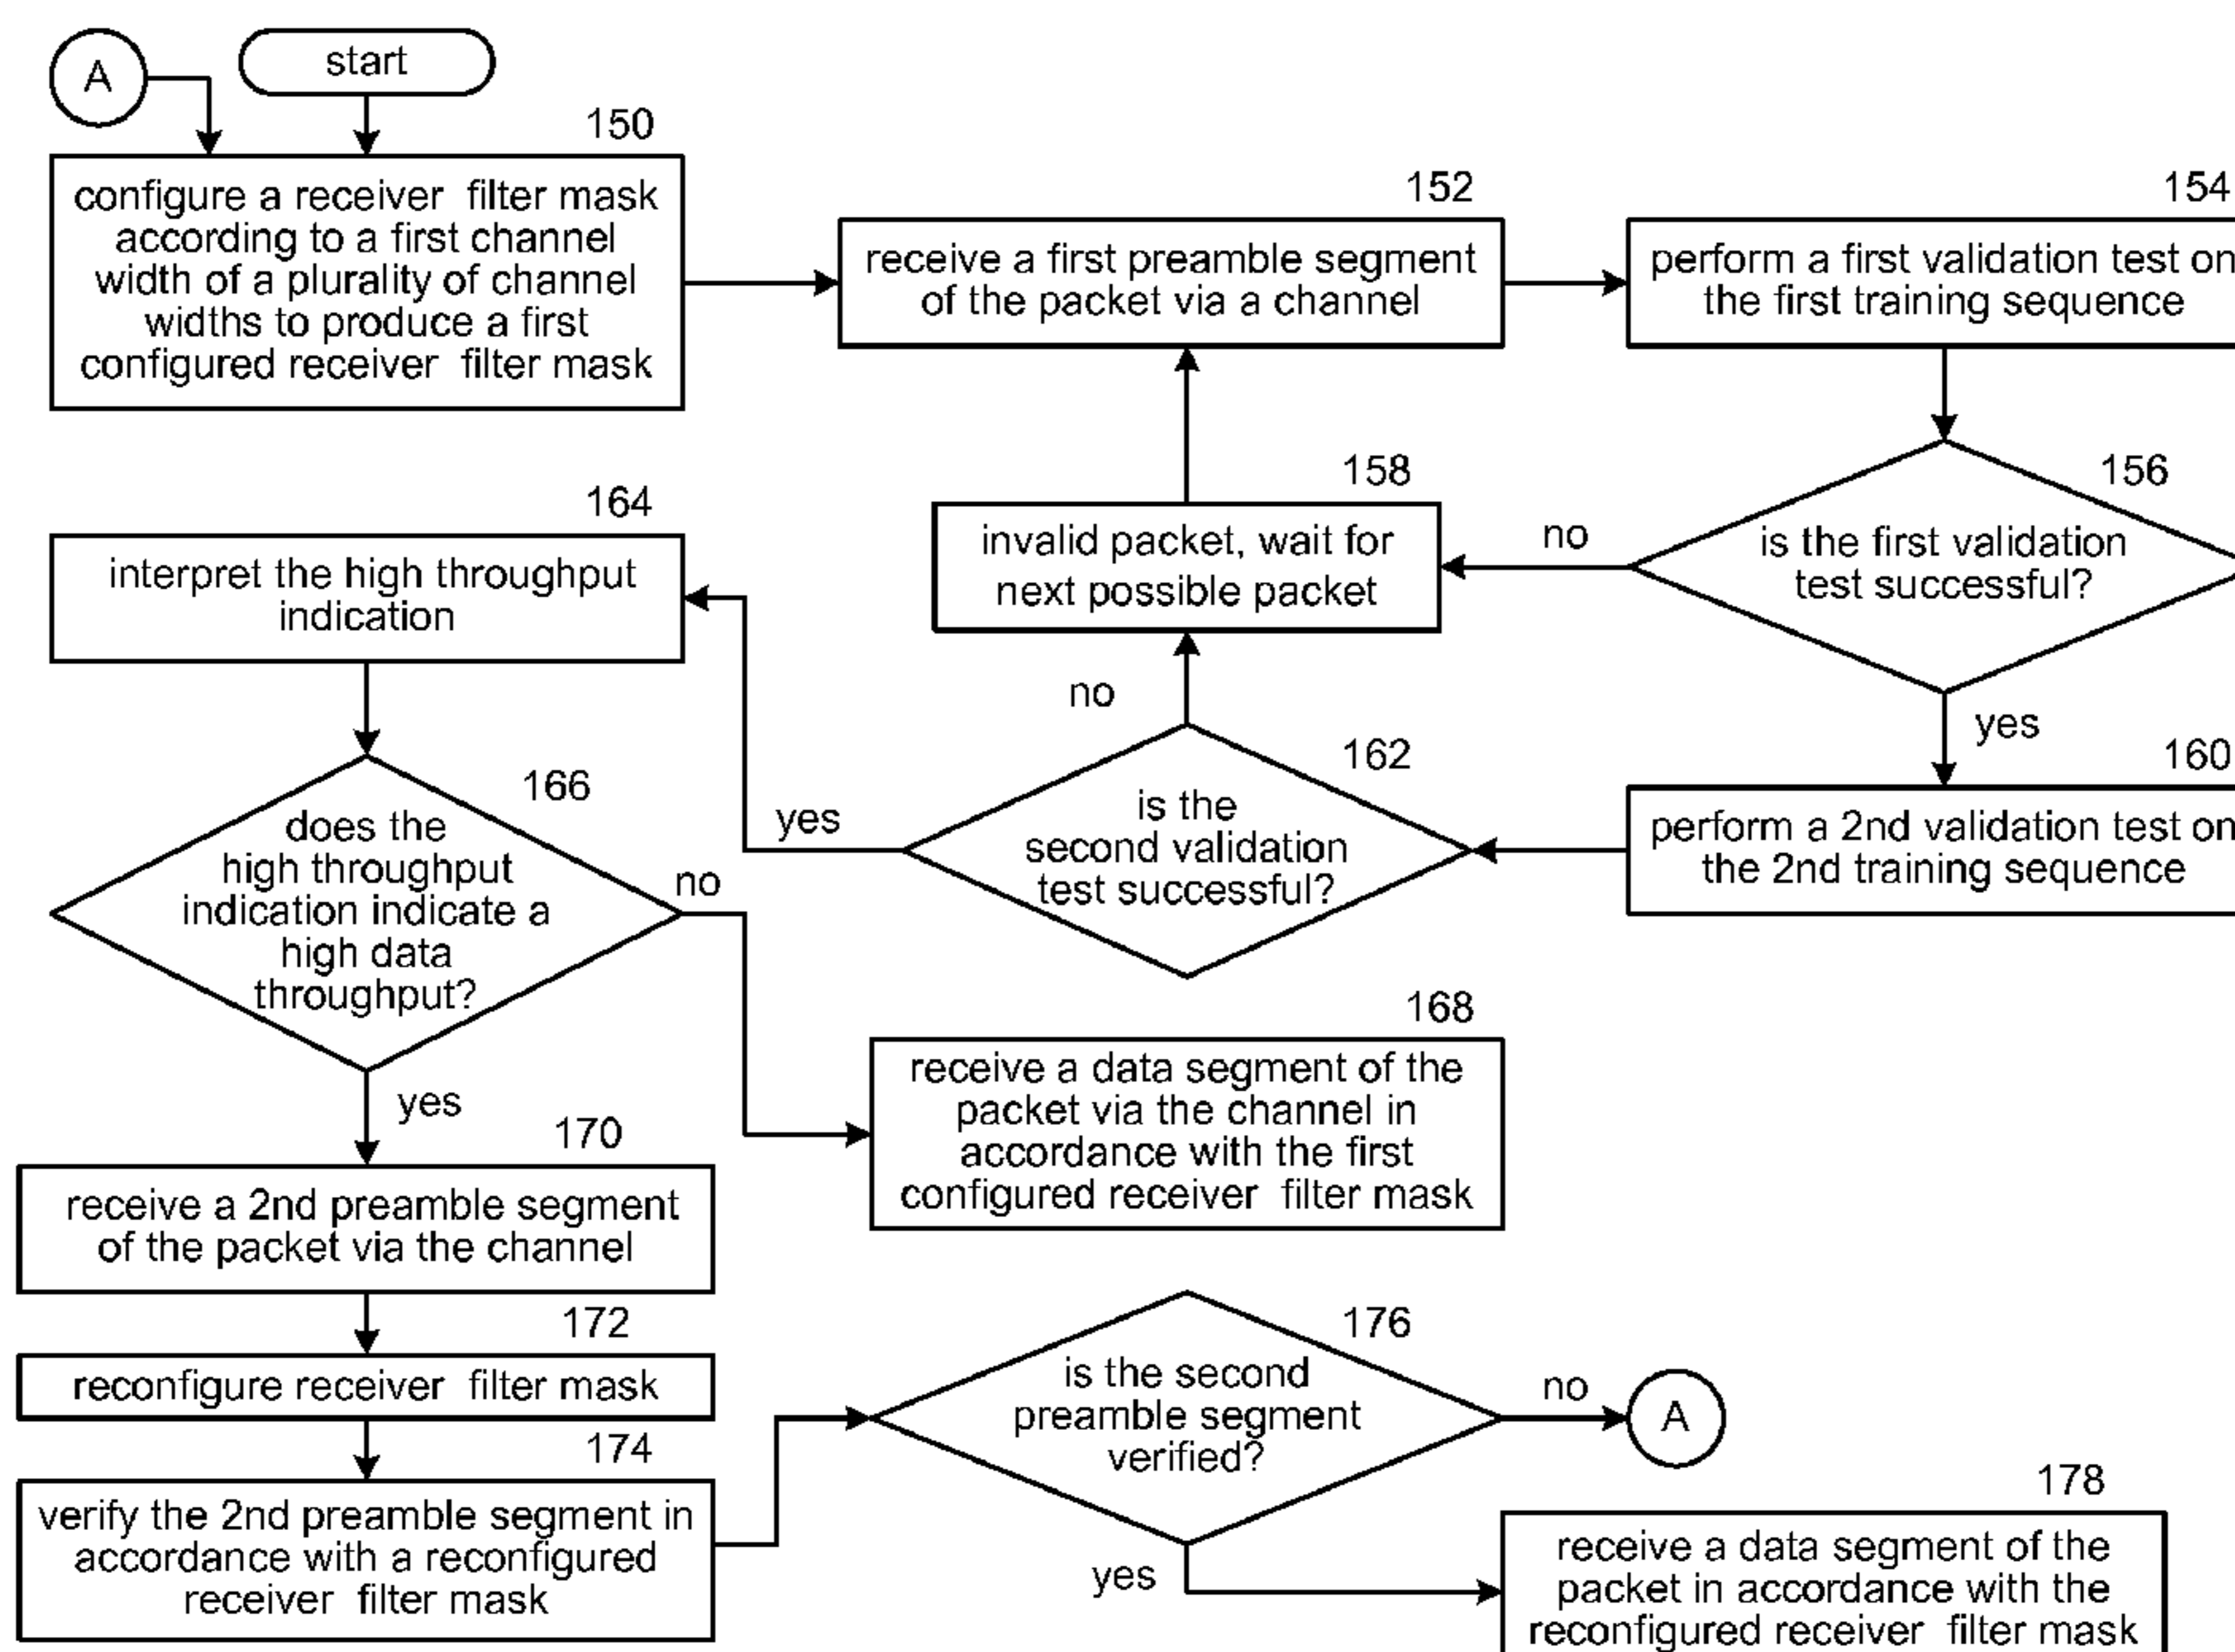 A
start
150
configure a receiver filter mask
according to a first channel
width of a plurality of channel
widths to produce a first
configured receiver filter mask
152
receive a first preamble segment
of the packet via a channel
154
perform a first validation test on
the first training sequence
156
is the first validation
test successful?
no
yes
158
invalid packet, wait for
next possible packet
160
perform a 2nd validation test on
the 2nd training sequence
162
is the
second validation
test successful?
no
yes
164
interpret the high throughput
indication
166
does the
high throughput
indication indicate a
high data
throughput?
no
yes
168
receive a data segment of the
packet via the channel in
accordance with the first
configured receiver filter mask
170
receive a 2nd preamble segment
of the packet via the channel
172
reconfigure receiver filter mask
174
verify the 2nd preamble segment in
accordance with a reconfigured
receiver filter mask
176
is the second
preamble segment
verified?
no
A
yes
178
receive a data segment of the
packet in accordance with the
reconfigured receiver filter mask